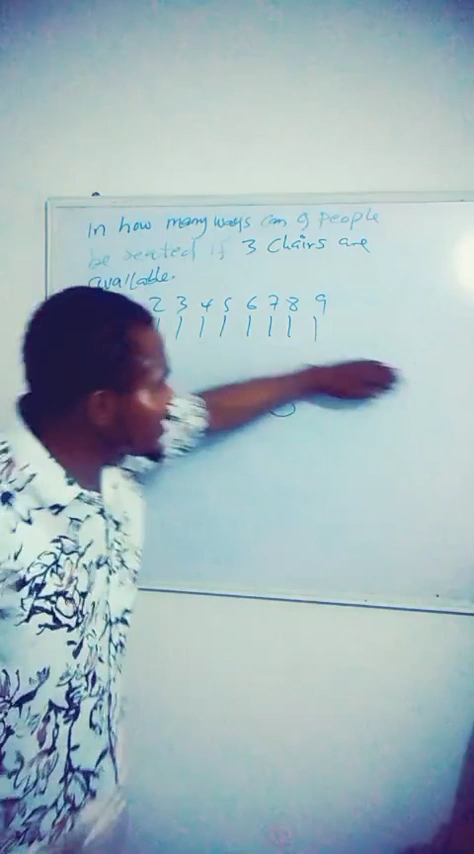 In how many ways can 9 people
be seated if 3 chairs are
available.
2 3 4 5 6 7 8 9